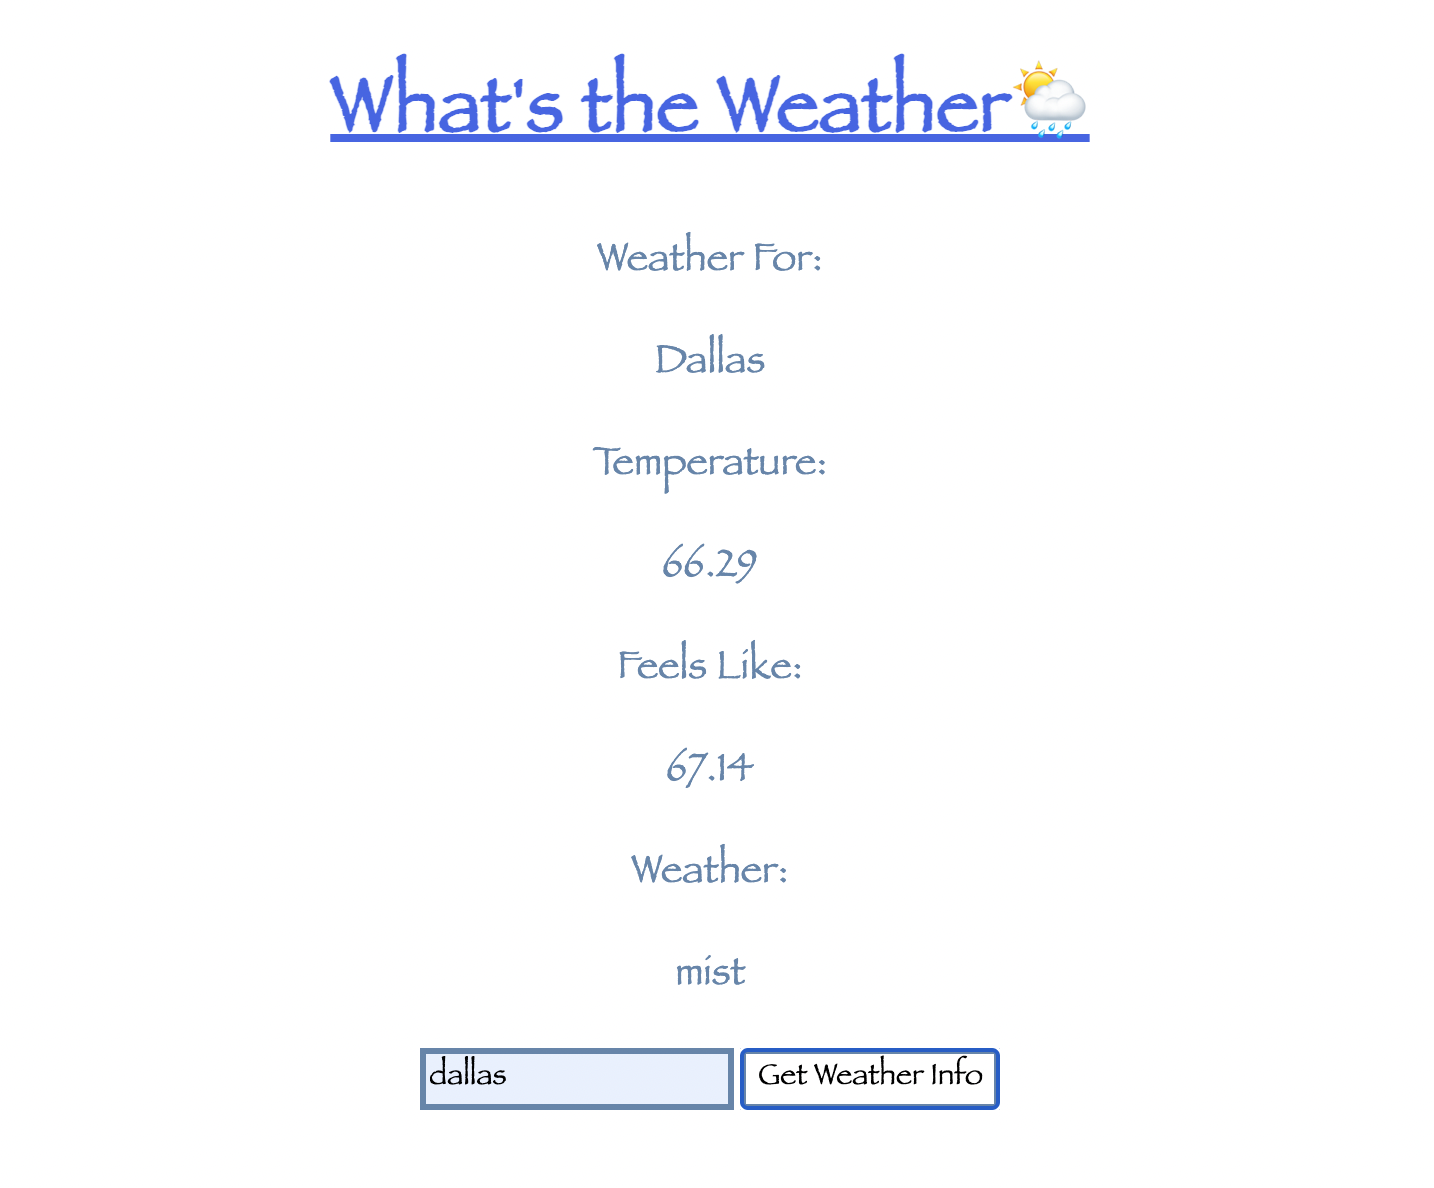 What's the Weather🌦️
Weather For:
Dallas
Temperature:
66.29
Feels Like:
67.14
Weather:
mist
dallas
Get Weather Info